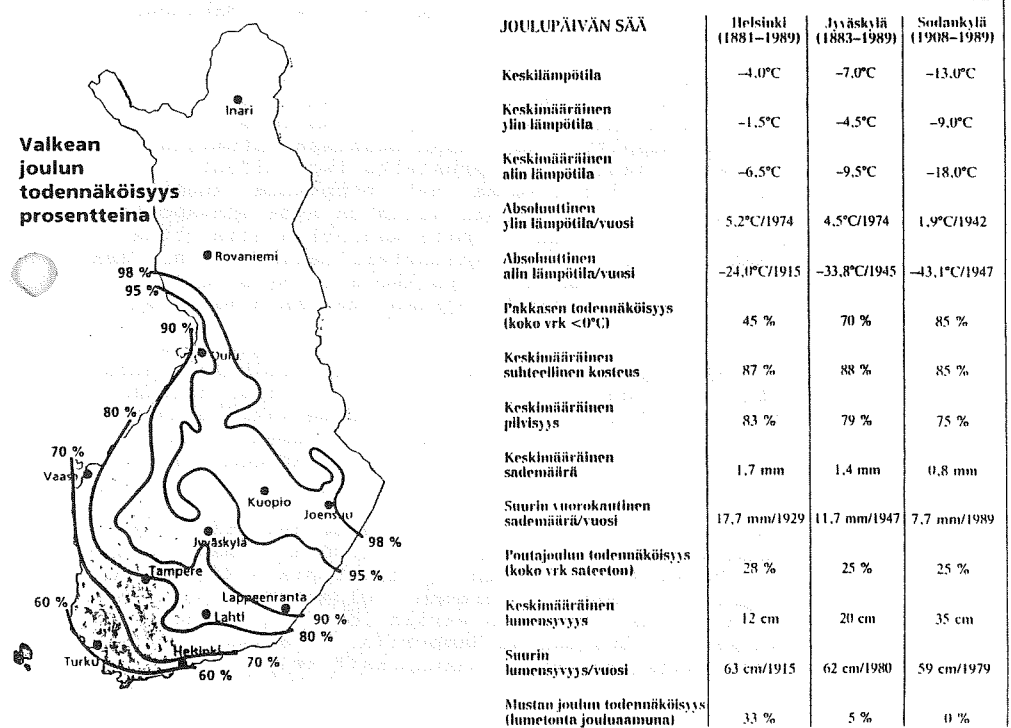 Valkean
joulun
todennäköisyys
prosentteina
Inari
Rovaniemi
98 %
95 %
90 %
Oulu
80 %
70 %
Vaasa
Kuopio
Joensuu
Jyväskylä
98 %
95 %
Tampere
Lappeenranta
60 %
Lahti
90 %
80 %
Helsinki
Turku
70 %
60 %
JOULUPÄIVÄN SÄÄ Helsinki Jyväskylä Sodankylä
(1881–1989) (1883–1989) (1908–1989)
Keskilämpötila –4,0°C –7,0°C –13,0°C
Keskimääräinen
ylin lämpötila –1,5°C –4,5°C –9,0°C
Keskimääräinen
alin lämpötila –6,5°C –9,5°C –18,0°C
Absoluuttinen
ylin lämpötila/vuosi 5,2°C/1974 4,5°C/1974 1,9°C/1942
Absoluuttinen
alin lämpötila/vuosi –24,0°C/1915 –33,8°C/1945 –43,1°C/1947
Pakkasen todennäköisyys
(koko vrk <0°C) 45 % 70 % 85 %
Keskimääräinen
suhteellinen kosteus 87 % 88 % 85 %
Keskimääräinen
pilvisyys 83 % 79 % 75 %
Keskimääräinen
sademäärä 1,7 mm 1,4 mm 0,8 mm
Suurin vuorokautinen
sademäärä/vuosi 17,7 mm/1929 11,7 mm/1947 7,7 mm/1989
Poutajoulun todennäköisyys
(koko vrk sateeton) 28 % 25 % 25 %
Keskimääräinen
lumensyvyys 12 cm 20 cm 35 cm
Suurin
lumensyvyys/vuosi 63 cm/1915 62 cm/1980 59 cm/1979
Mustan joulun todennäköisyys
(lumetonta jouluaamuna) 33 % 5 % 0 %